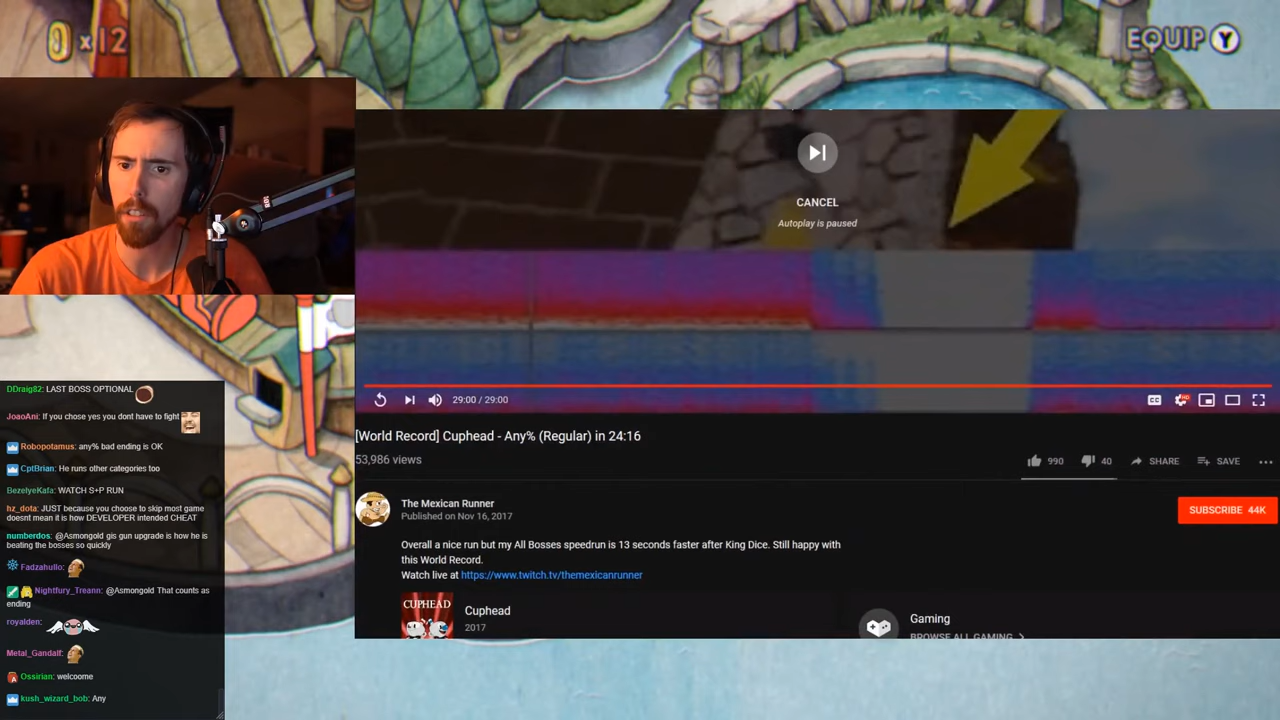 0 x12
EQUIP Y
CANCEL
Autoplay is paused
29:00 / 29:00
CC
HD
[World Record] Cuphead - Any% (Regular) in 24:16
53,986 views
990
40
SHARE
SAVE
The Mexican Runner
Published on Nov 16, 2017
SUBSCRIBE 44K
Overall a nice run but my All Bosses speedrun is 13 seconds faster after King Dice. Still happy with
this World Record.
Watch live at https://www.twitch.tv/themexicanrunner
CUPHEAD
Cuphead
2017
Gaming
BROWSE ALL GAMING
DDraig82: LAST BOSS OPTIONAL
JoaoAni: If you chose yes you dont have to fight
Robopotamus: any% bad ending is OK
CptBrian: He runs other categories too
BezelyeKafa: WATCH S+P RUN
hz_dota: JUST because you choose to skip most game
doesnt mean it is how DEVELOPER intended CHEAT
numberdos: @Asmongold gis gun upgrade is how he is
beating the bosses so quickly
Fadzahullo:
Nightfury_Treann: @Asmongold That counts as
ending
royalden:
Metal_Gandalf:
Ossirian: welcoome
kush_wizard_bob: Any